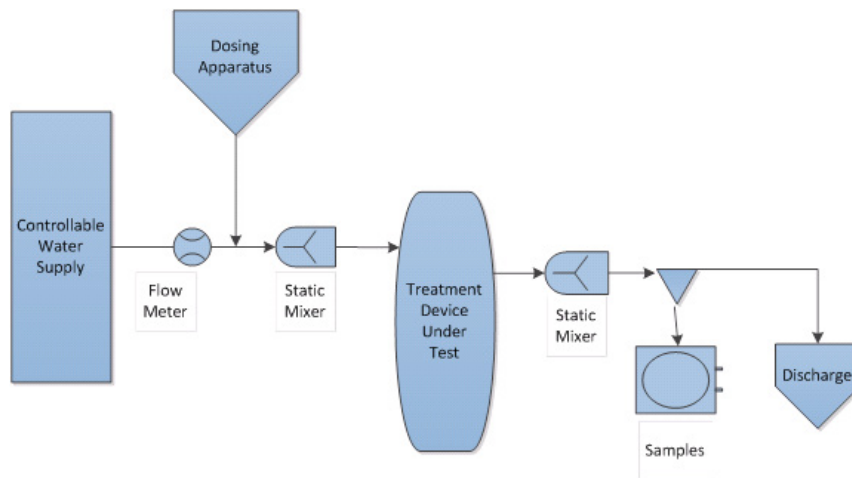 Dosing
Apparatus
Controllable
Water
Supply
Flow
Meter
Static
Mixer
Treatment
Device
Under
Test
Static
Mixer
Samples
Discharge